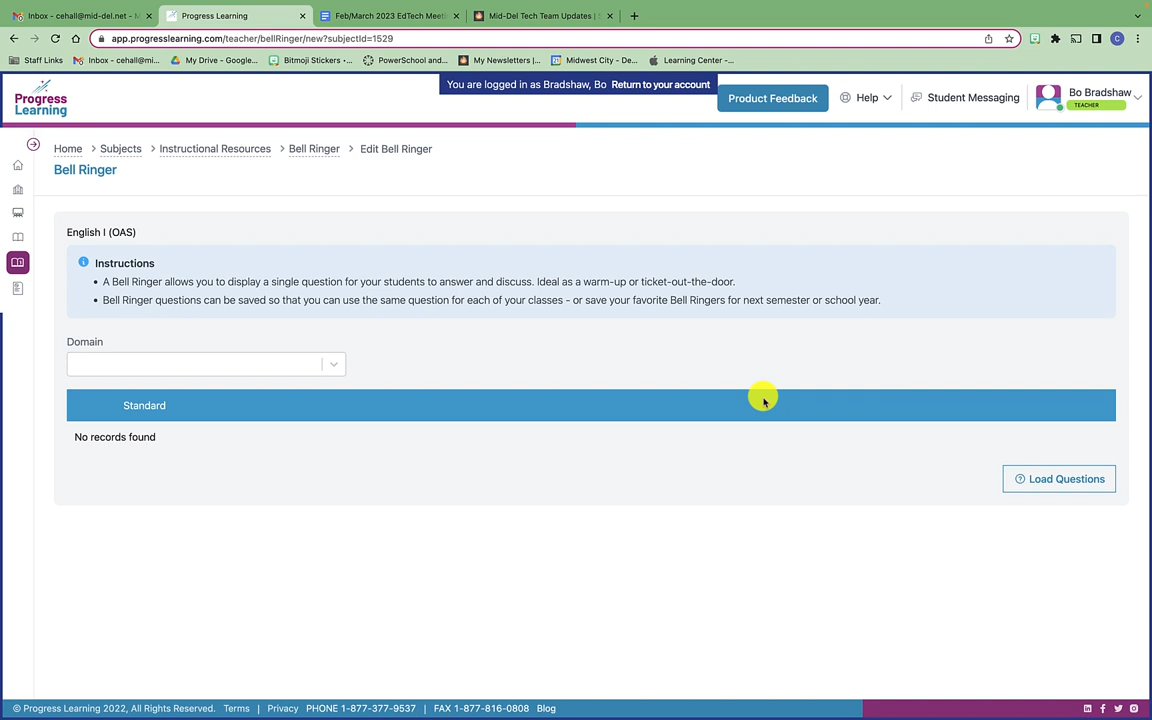 Inbox - cehall@mid-del.net - M
Progress Learning
Feb/March 2023 EdTech Meeti
Mid-Del Tech Team Updates | S
app.progresslearning.com/teacher/bellRinger/new?subjectId=1529
Staff Links
Inbox - cehall@mi...
My Drive - Google...
Bitmoji Stickers •...
PowerSchool and...
My Newsletters |...
Midwest City - De...
Learning Center -...
C
Progress Learning
You are logged in as Bradshaw, Bo Return to your account
Product Feedback
Help
Student Messaging
Bo Bradshaw
TEACHER
Home > Subjects > Instructional Resources > Bell Ringer > Edit Bell Ringer
Bell Ringer
English I (OAS)
Instructions
• A Bell Ringer allows you to display a single question for your students to answer and discuss. Ideal as a warm-up or ticket-out-the-door.
• Bell Ringer questions can be saved so that you can use the same question for each of your classes - or save your favorite Bell Ringers for next semester or school year.
Domain
Standard
No records found
Load Questions
© Progress Learning 2022, All Rights Reserved. Terms | Privacy PHONE 1-877-377-9537 | FAX 1-877-816-0808 Blog